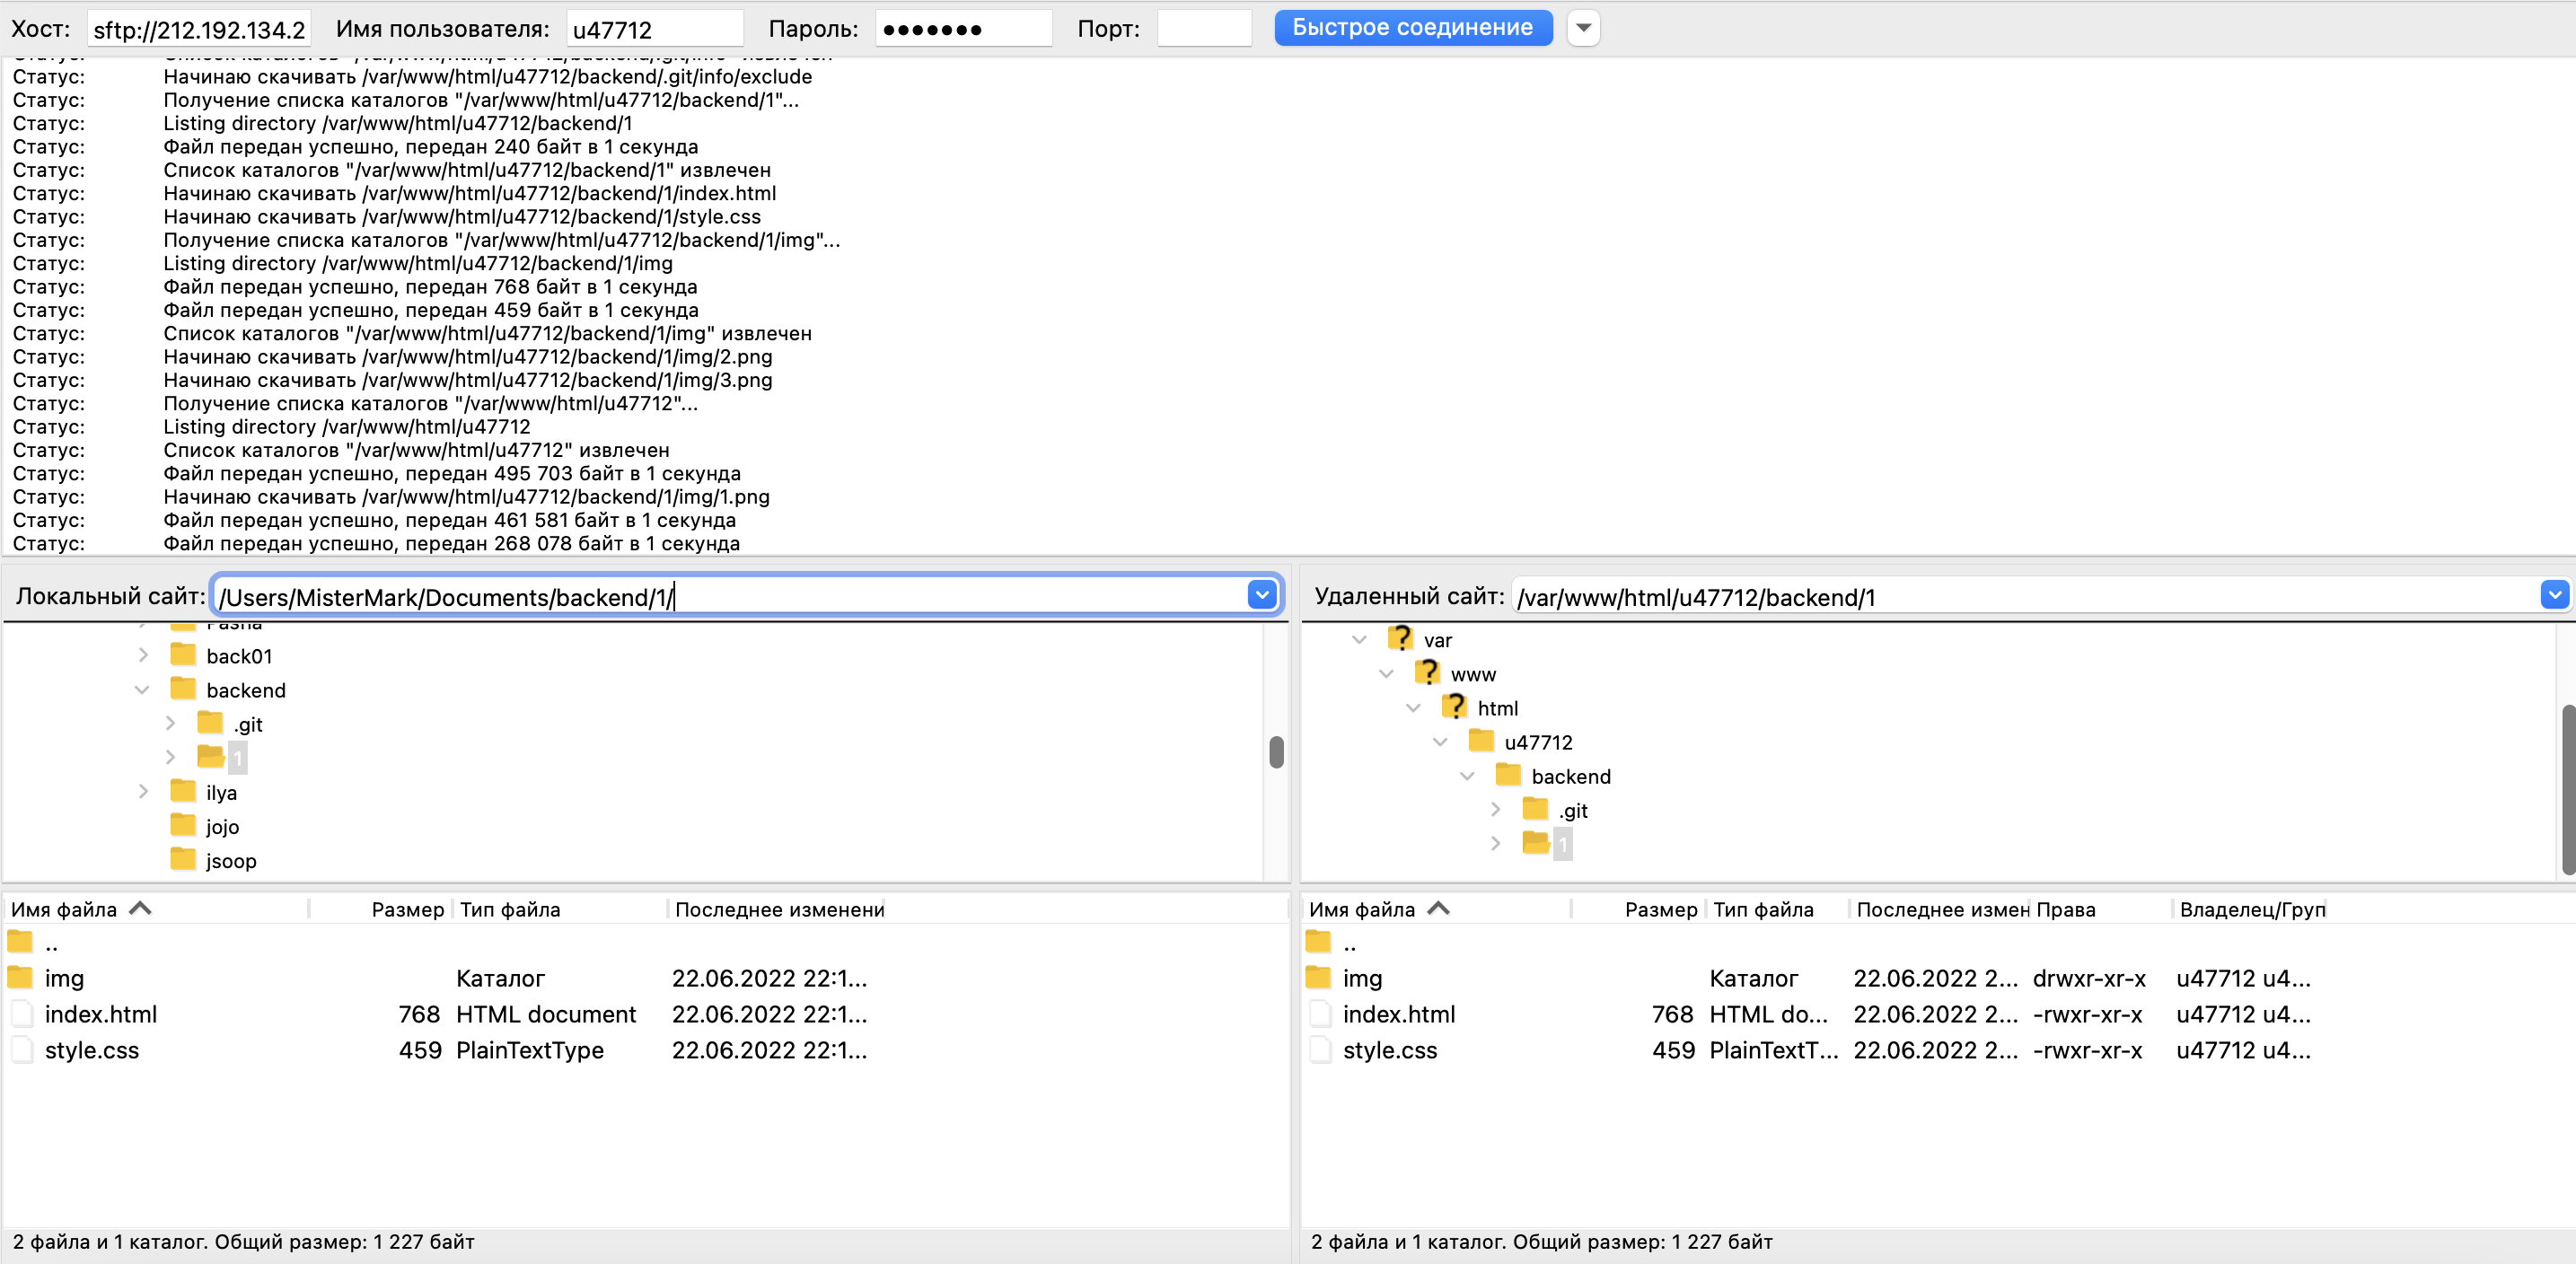 Хост: sftp://212.192.134.2 Имя пользователя: u47712 Пароль: ●●●●●●● Порт: Быстрое соединение
Статус: Список каталогов "/var/www/html/u47712/backend/.git/info" извлечен
Статус: Начинаю скачивать /var/www/html/u47712/backend/.git/info/exclude
Статус: Получение списка каталогов "/var/www/html/u47712/backend/1"...
Статус: Listing directory /var/www/html/u47712/backend/1
Статус: Файл передан успешно, передан 240 байт в 1 секунда
Статус: Список каталогов "/var/www/html/u47712/backend/1" извлечен
Статус: Начинаю скачивать /var/www/html/u47712/backend/1/index.html
Статус: Начинаю скачивать /var/www/html/u47712/backend/1/style.css
Статус: Получение списка каталогов "/var/www/html/u47712/backend/1/img"...
Статус: Listing directory /var/www/html/u47712/backend/1/img
Статус: Файл передан успешно, передан 768 байт в 1 секунда
Статус: Файл передан успешно, передан 459 байт в 1 секунда
Статус: Список каталогов "/var/www/html/u47712/backend/1/img" извлечен
Статус: Начинаю скачивать /var/www/html/u47712/backend/1/img/2.png
Статус: Начинаю скачивать /var/www/html/u47712/backend/1/img/3.png
Статус: Получение списка каталогов "/var/www/html/u47712"...
Статус: Listing directory /var/www/html/u47712
Статус: Список каталогов "/var/www/html/u47712" извлечен
Статус: Файл передан успешно, передан 495 703 байт в 1 секунда
Статус: Начинаю скачивать /var/www/html/u47712/backend/1/img/1.png
Статус: Файл передан успешно, передан 461 581 байт в 1 секунда
Статус: Файл передан успешно, передан 268 078 байт в 1 секунда
Локальный сайт: /Users/MisterMark/Documents/backend/1/
Pasha
back01
backend
.git
1
ilya
jojo
jsoop
Имя файла Размер Тип файла Последнее изменени
..
img Каталог 22.06.2022 22:1...
index.html 768 HTML document 22.06.2022 22:1...
style.css 459 PlainTextType 22.06.2022 22:1...
2 файла и 1 каталог. Общий размер: 1 227 байт
Удаленный сайт: /var/www/html/u47712/backend/1
var
www
html
u47712
backend
.git
1
Имя файла Размер Тип файла Последнее измен Права Владелец/Груп
..
img Каталог 22.06.2022 2... drwxr-xr-x u47712 u4...
index.html 768 HTML do... 22.06.2022 2... -rwxr-xr-x u47712 u4...
style.css 459 PlainTextT... 22.06.2022 2... -rwxr-xr-x u47712 u4...
2 файла и 1 каталог. Общий размер: 1 227 байт